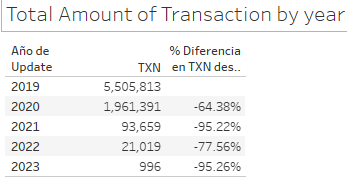 Total Amount of Transaction by year
Año de Update TXN % Diferencia en TXN des..
2019 5,505,813
2020 1,961,391 -64.38%
2021 93,659 -95.22%
2022 21,019 -77.56%
2023 996 -95.26%